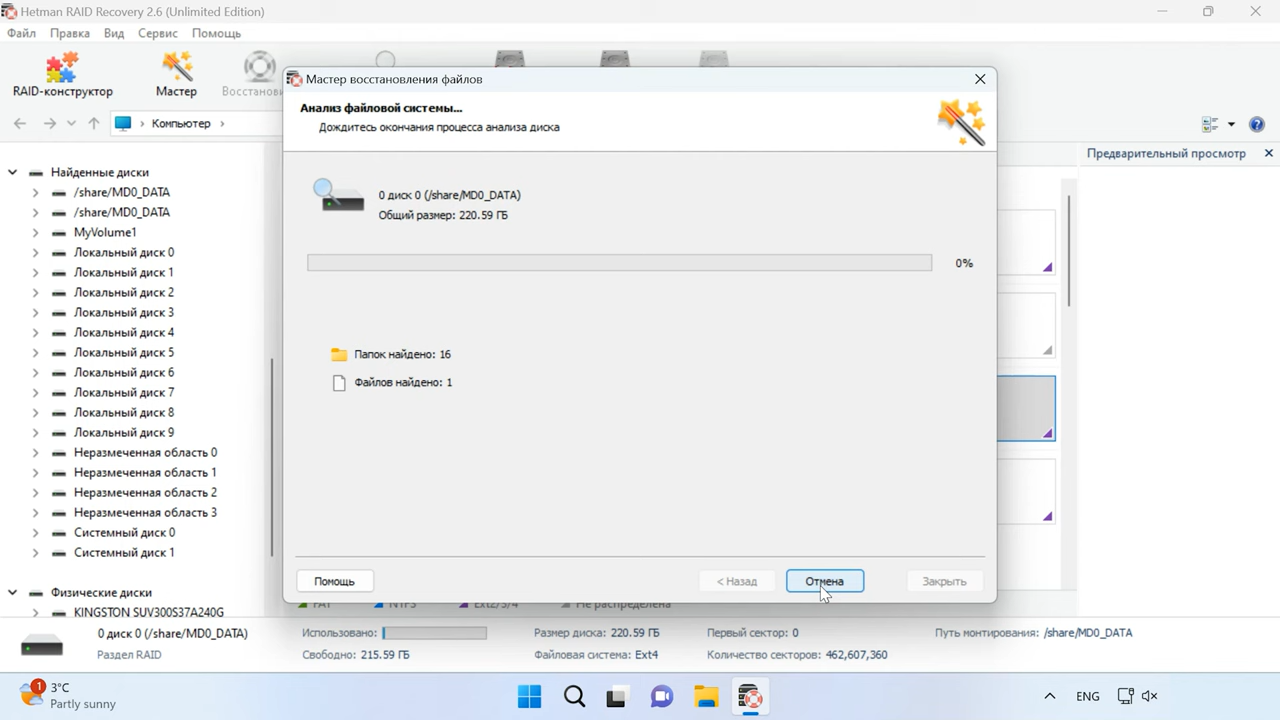 Hetman RAID Recovery 2.6 (Unlimited Edition)
Файл Правка Вид Сервис Помощь
RAID-конструктор
Мастер
Компьютер
Найденные диски
/share/MD0_DATA
/share/MD0_DATA
MyVolume1
Локальный диск 0
Локальный диск 1
Локальный диск 2
Локальный диск 3
Локальный диск 4
Локальный диск 5
Локальный диск 6
Локальный диск 7
Локальный диск 8
Локальный диск 9
Неразмеченная область 0
Неразмеченная область 1
Неразмеченная область 2
Неразмеченная область 3
Системный диск 0
Системный диск 1
Физические диски
KINGSTON SUV300S37A240G
Мастер восстановления файлов
Анализ файловой системы...
Дождитесь окончания процесса анализа диска
0 диск 0 (/share/MD0_DATA)
Общий размер: 220.59 ГБ
0%
Папок найдено: 16
Файлов найдено: 1
Помощь
< Назад
Отмена
Закрыть
Предварительный просмотр
FAT NTFS Ext2/3/4 Не распределена
0 диск 0 (/share/MD0_DATA) Использовано: Размер диска: 220.59 ГБ Первый сектор: 0 Путь монтирования: /share/MD0_DATA
Раздел RAID Свободно: 215.59 ГБ Файловая система: Ext4 Количество секторов: 462,607,360
1
3°C
Partly sunny
ENG